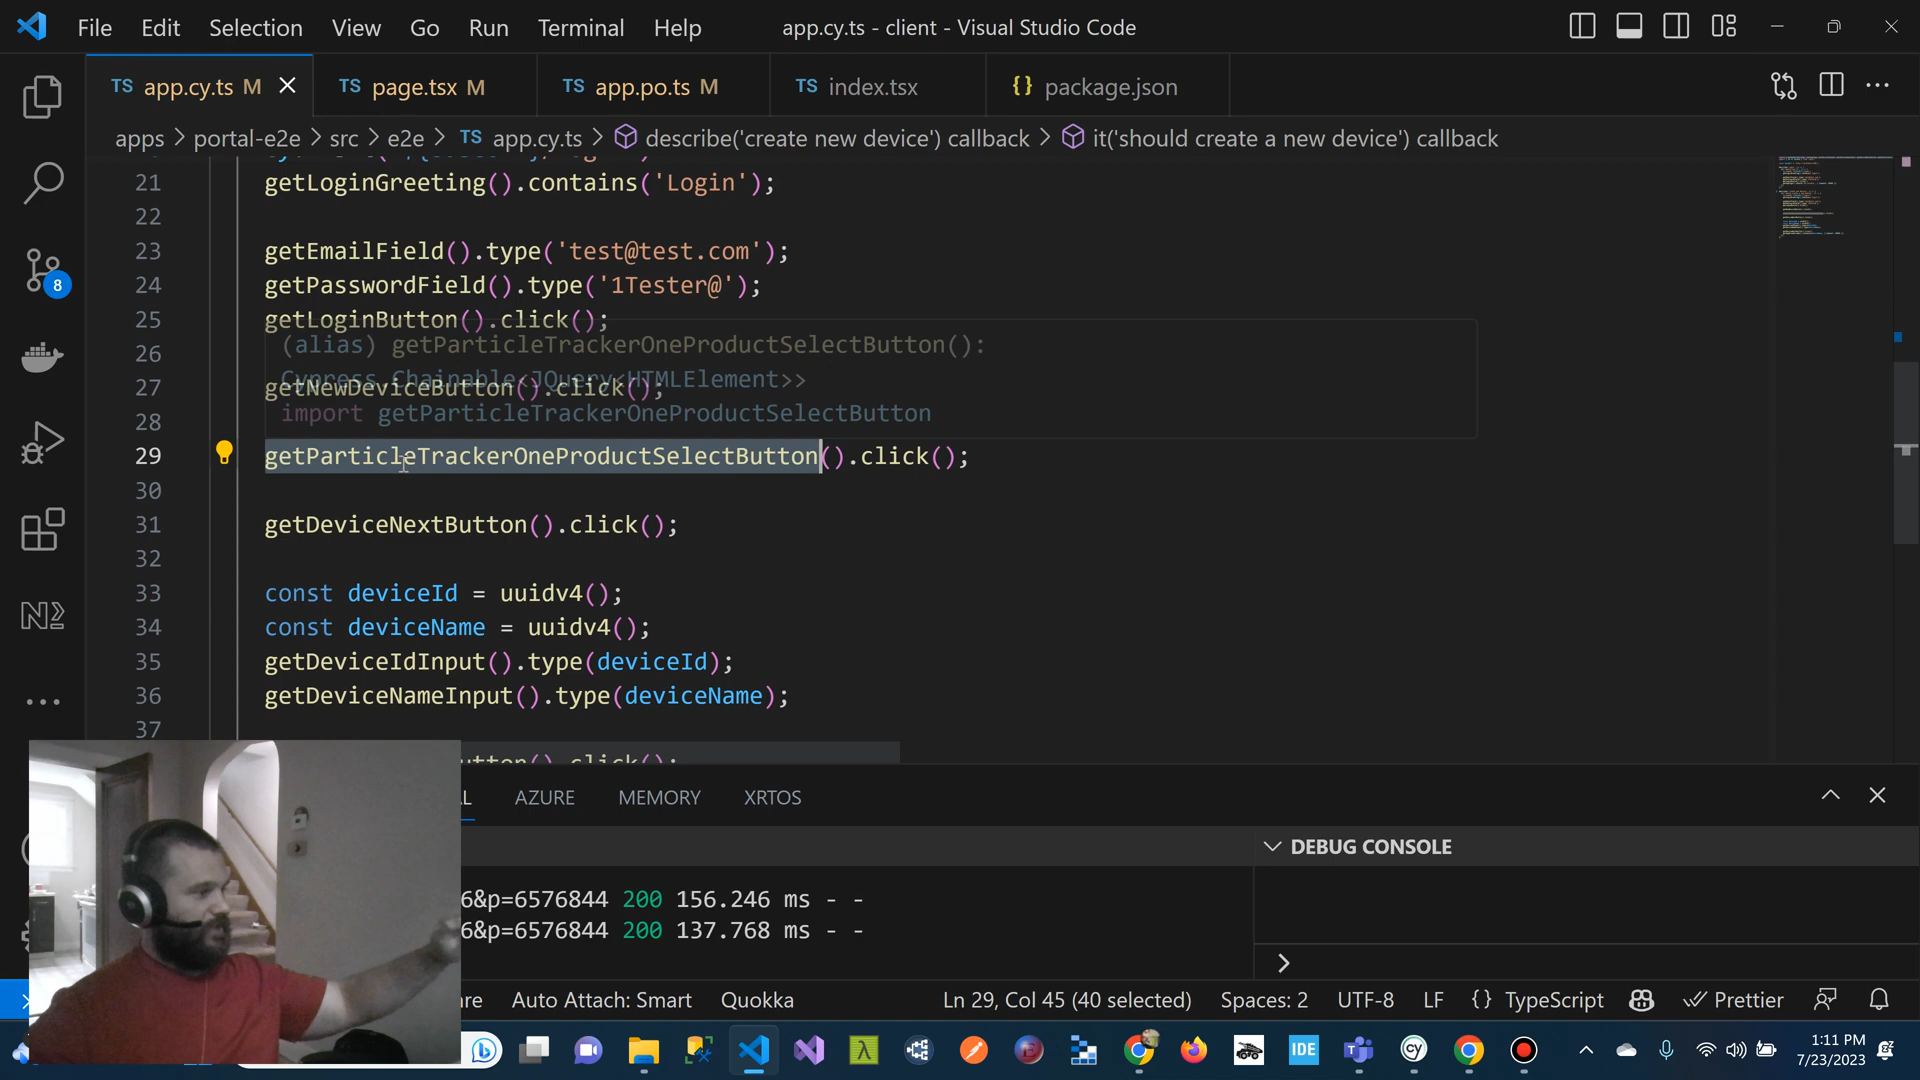 File Edit Selection View Go Run Terminal Help
app.cy.ts - client - Visual Studio Code
TS app.cy.ts M
TS page.tsx M
TS app.po.ts M
TS index.tsx
{} package.json
apps > portal-e2e > src > e2e > TS app.cy.ts > describe('create new device') callback > it('should create a new device') callback
21 getLoginGreeting().contains('Login');
22
23 getEmailField().type('test@test.com');
24 getPasswordField().type('1Tester@');
25 getLoginButton().click();
26 (alias) getParticleTrackerOneProductSelectButton():
Cypress.Chainable<JQuery<HTMLElement>>
27 getNewDeviceButton().click();
28 import getParticleTrackerOneProductSelectButton
29 getParticleTrackerOneProductSelectButton().click();
30
31 getDeviceNextButton().click();
32
33 const deviceId = uuidv4();
34 const deviceName = uuidv4();
35 getDeviceIdInput().type(deviceId);
36 getDeviceNameInput().type(deviceName);
37
8
AZURE MEMORY XRTOS
DEBUG CONSOLE
6&p=6576844 200 156.246 ms - -
6&p=6576844 200 137.768 ms - -
Auto Attach: Smart Quokka Ln 29, Col 45 (40 selected) Spaces: 2 UTF-8 LF {} TypeScript Prettier
IDE
cy
1:11 PM
7/23/2023